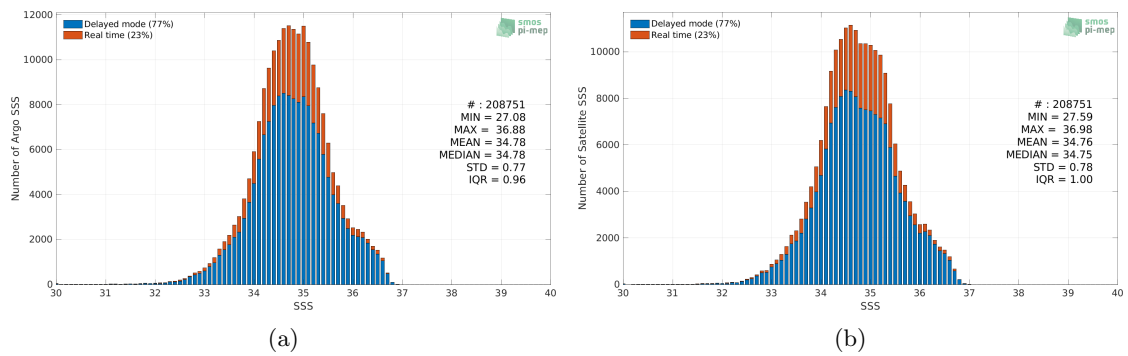 Delayed mode (77%)
Real time (23%)
smos
pi-mep
Number of Argo SSS
12000
10000
8000
6000
4000
2000
0
# : 208751
MIN = 27.08
MAX = 36.88
MEAN = 34.78
MEDIAN = 34.78
STD = 0.77
IQR = 0.96
30 31 32 33 34 35 36 37 38 39 40
SSS
(a)
Delayed mode (77%)
Real time (23%)
smos
pi-mep
Number of Satellite SSS
10000
8000
6000
4000
2000
0
# : 208751
MIN = 27.59
MAX = 36.98
MEAN = 34.76
MEDIAN = 34.75
STD = 0.78
IQR = 1.00
30 31 32 33 34 35 36 37 38 39 40
SSS
(b)